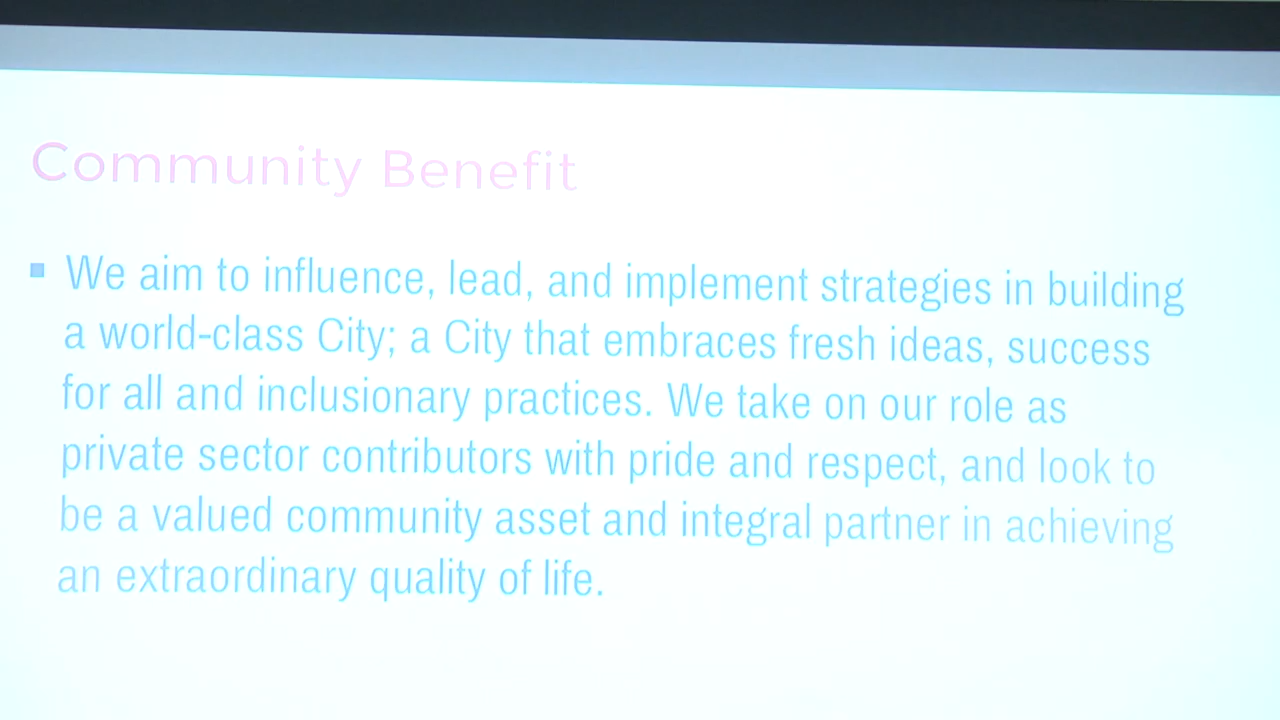 Community Benefit
We aim to influence, lead, and implement strategies in building
a world-class City; a City that embraces fresh ideas, success
for all and inclusionary practices. We take on our role as
private sector contributors with pride and respect, and look to
be a valued community asset and integral partner in achieving
an extraordinary quality of life.